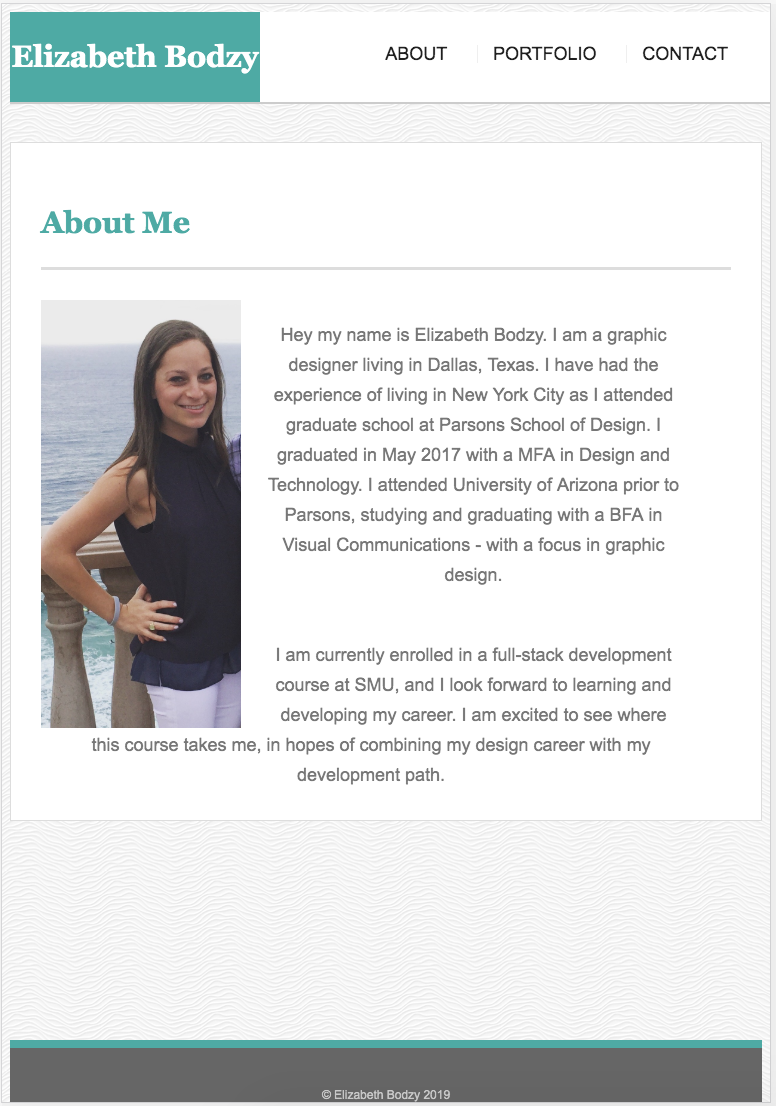 Elizabeth Bodzy
ABOUT
PORTFOLIO
CONTACT
About Me
Hey my name is Elizabeth Bodzy. I am a graphic
designer living in Dallas, Texas. I have had the
experience of living in New York City as I attended
graduate school at Parsons School of Design. I
graduated in May 2017 with a MFA in Design and
Technology. I attended University of Arizona prior to
Parsons, studying and graduating with a BFA in
Visual Communications - with a focus in graphic
design.
I am currently enrolled in a full-stack development
course at SMU, and I look forward to learning and
developing my career. I am excited to see where
this course takes me, in hopes of combining my design career with my
development path.
© Elizabeth Bodzy 2019